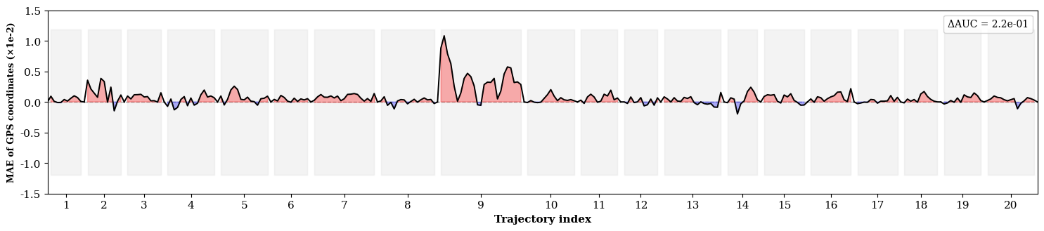 1.5
ΔAUC = 2.2e-01
1.0
0.5
0.0
-0.5
-1.0
-1.5
MAE of GPS coordinates (×1e-2)
1 2 3 4 5 6 7 8 9 10 11 12 13 14 15 16 17 18 19 20
Trajectory index